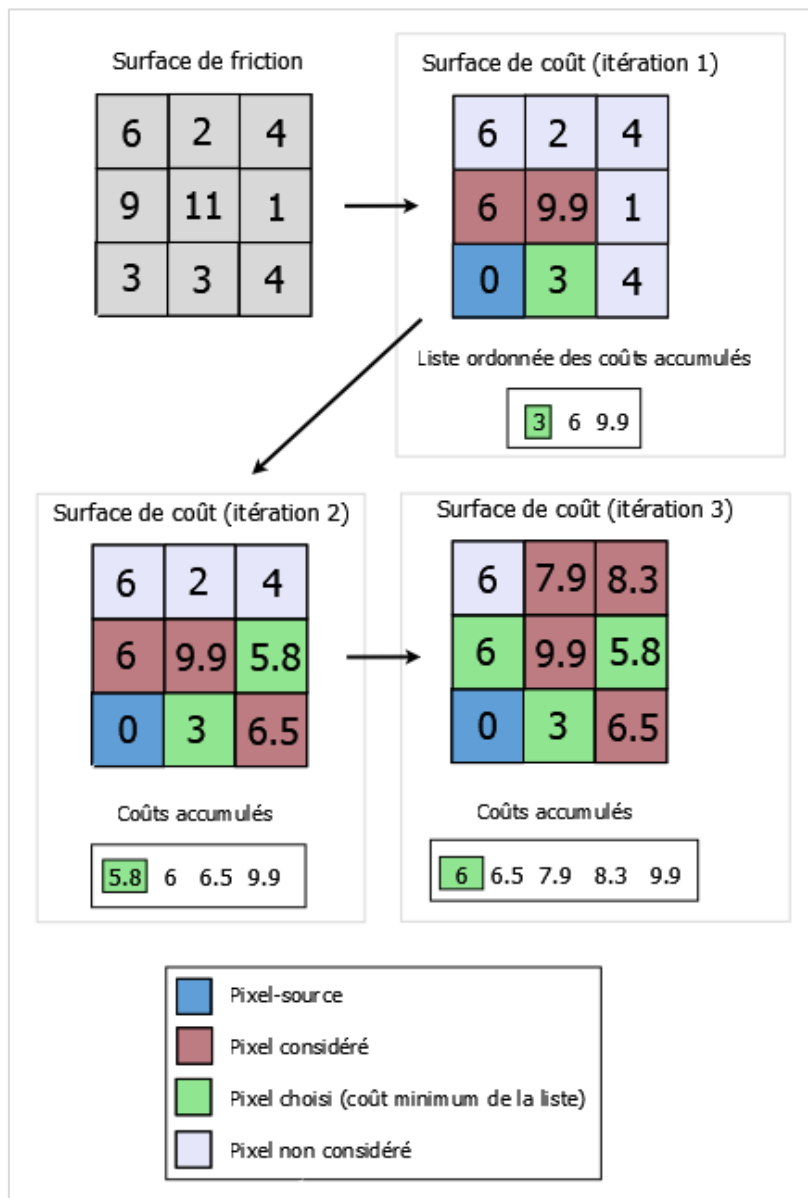 Surface de friction
6 2 4
9 11 1
3 3 4
Surface de coût (itération 1)
6 2 4
6 9.9 1
0 3 4
Liste ordonnée des coûts accumulés
3 6 9.9
Surface de coût (itération 2)
6 2 4
6 9.9 5.8
0 3 6.5
Coûts accumulés
5.8 6 6.5 9.9
Surface de coût (itération 3)
6 7.9 8.3
6 9.9 5.8
0 3 6.5
Coûts accumulés
6 6.5 7.9 8.3 9.9
Pixel-source
Pixel considéré
Pixel choisi (coût minimum de la liste)
Pixel non considéré